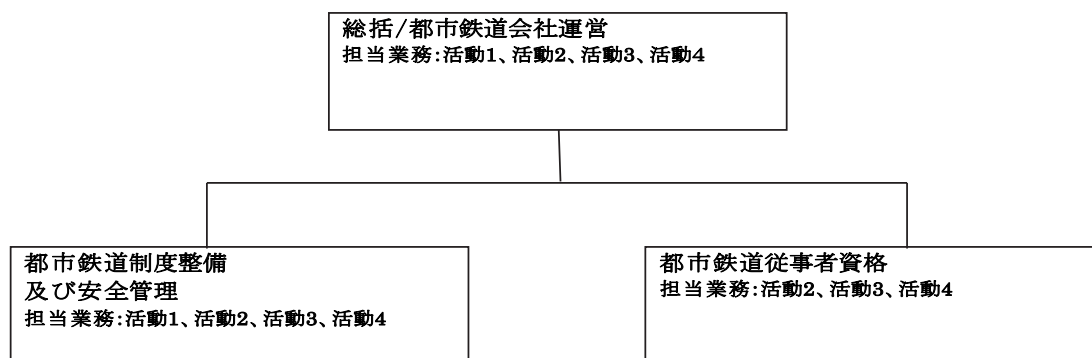 総括/都市鉄道会社運営
担当業務:活動1、活動2、活動3、活動4
都市鉄道制度整備
及び安全管理
担当業務:活動1、活動2、活動3、活動4
都市鉄道従事者資格
担当業務:活動2、活動3、活動4